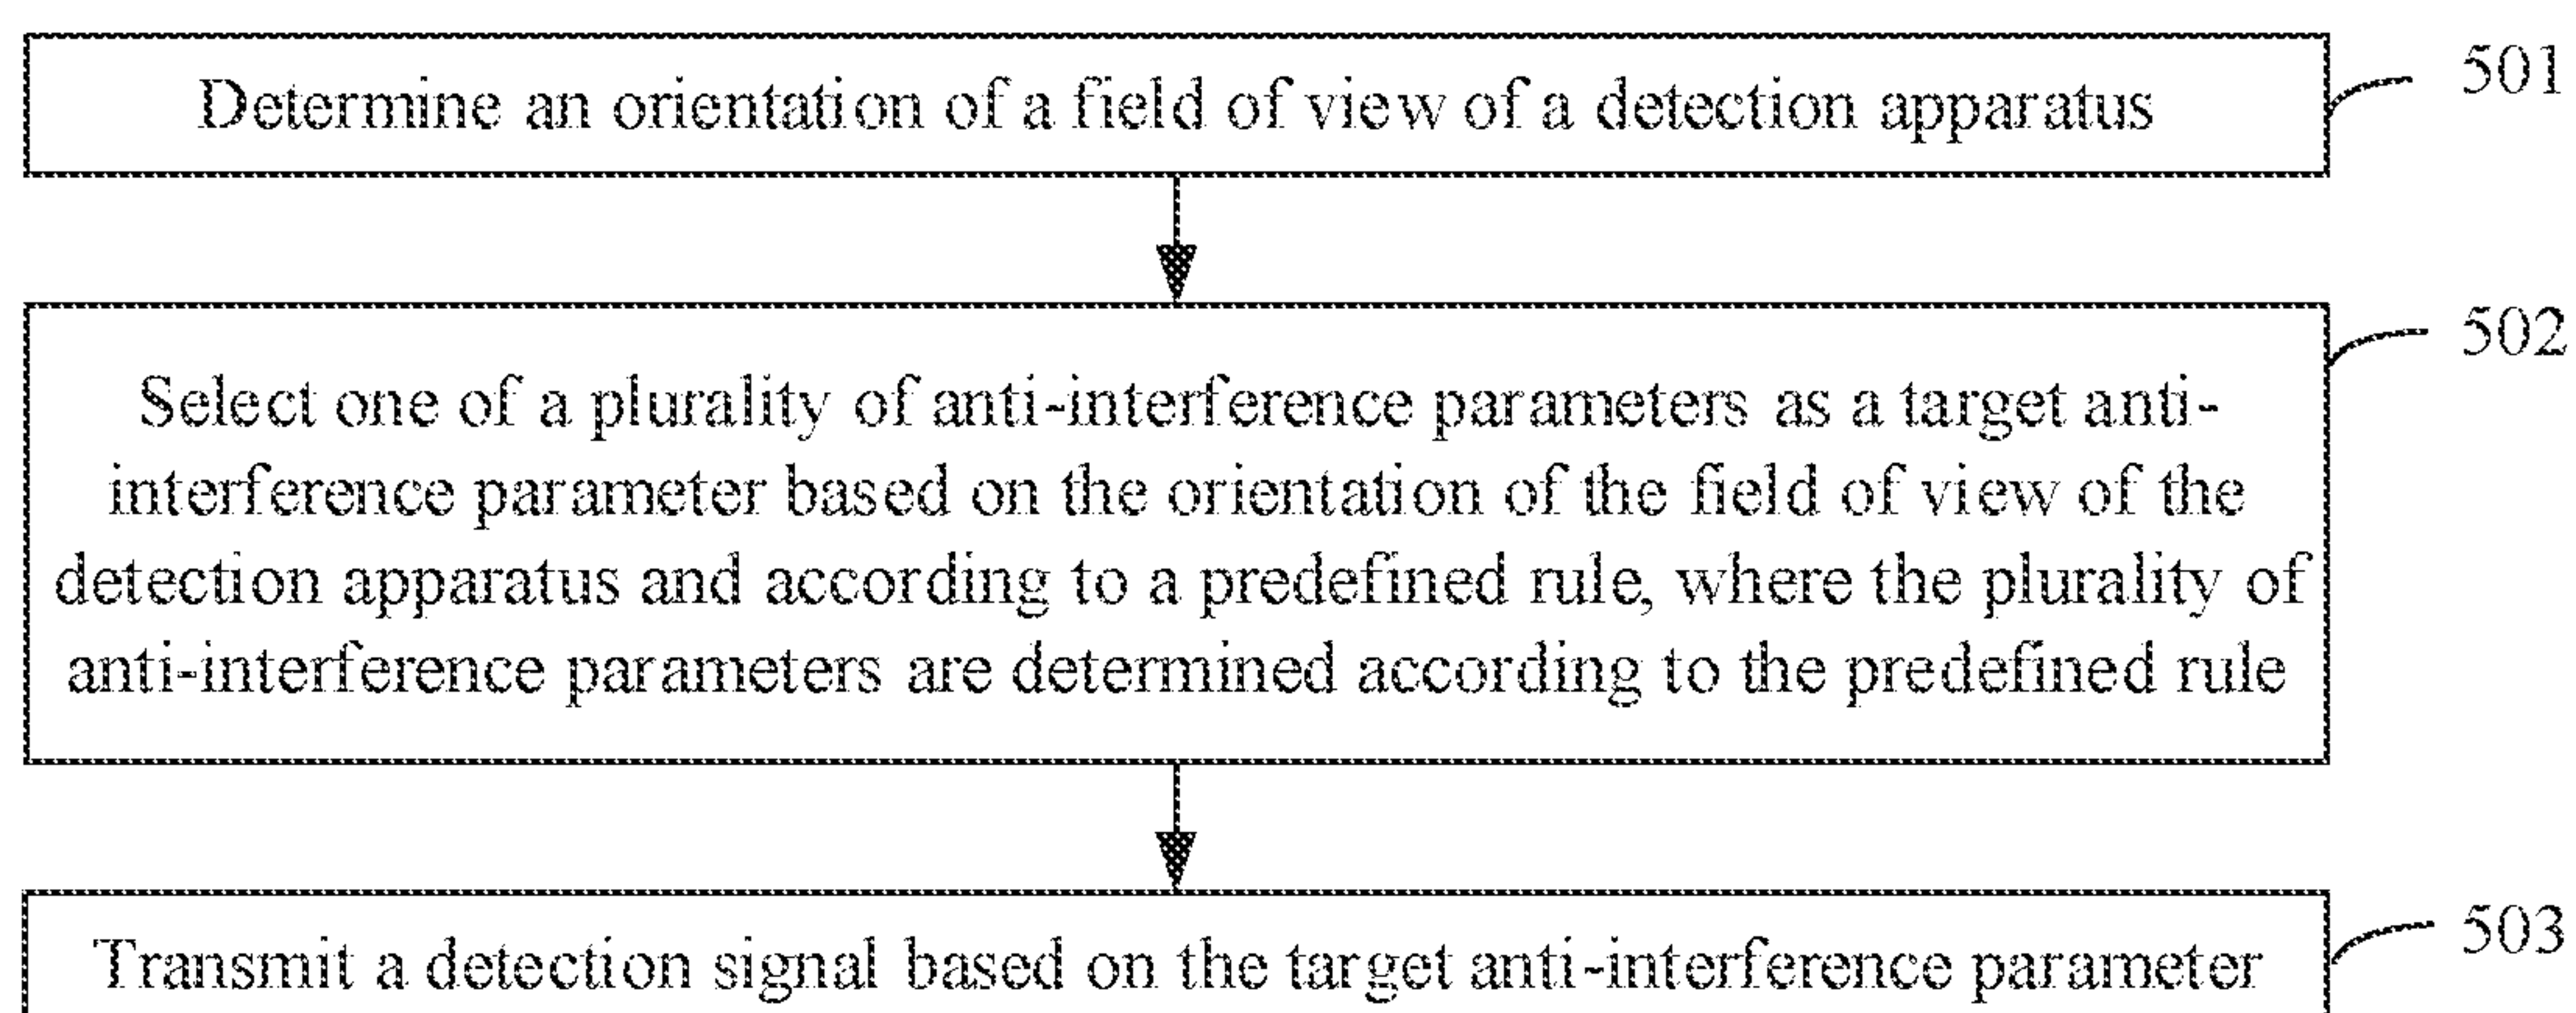 Determine an orientation of a field of view of a detection apparatus
501
502
Select one of a plurality of anti-interference parameters as a target anti-
interference parameter based on the orientation of the field of view of the
detection apparatus and according to a predefined rule, where the plurality of
anti-interference parameters are determined according to the predefined rule
503
Transmit a detection signal based on the target anti-interference parameter